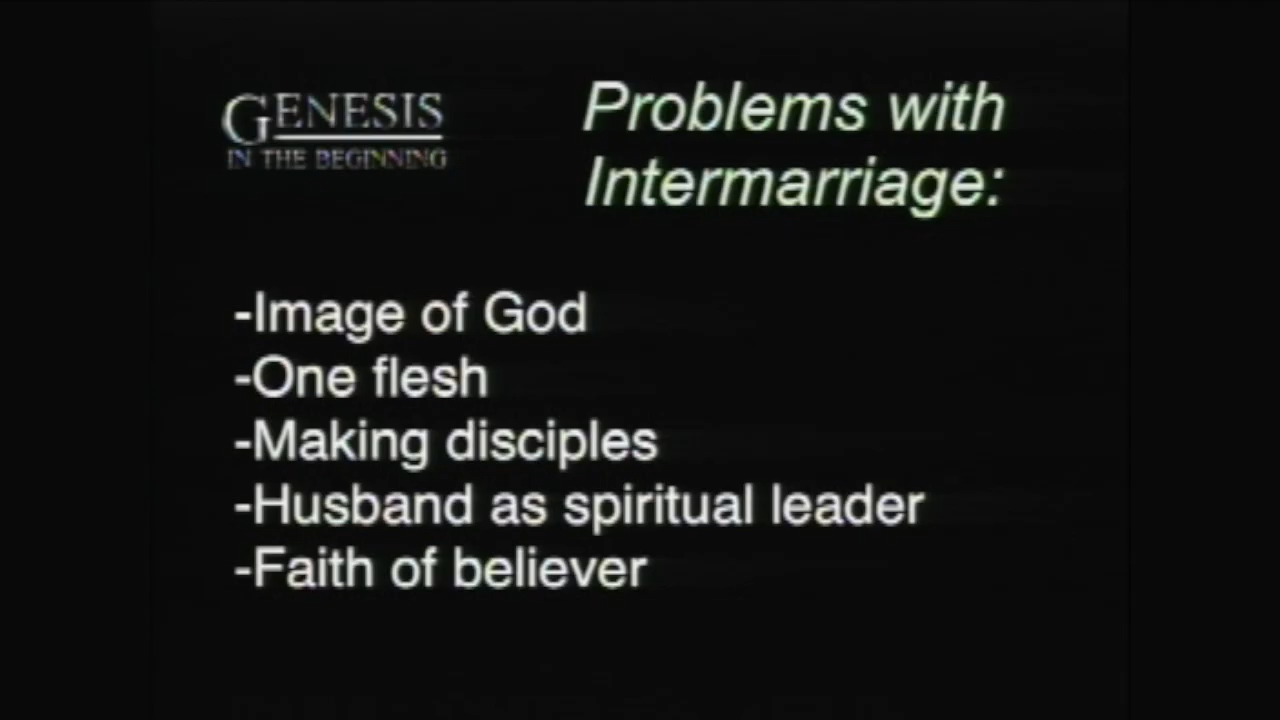 GENESIS
IN THE BEGINNING
Problems with
Intermarriage:
-Image of God
-One flesh
-Making disciples
-Husband as spiritual leader
-Faith of believer